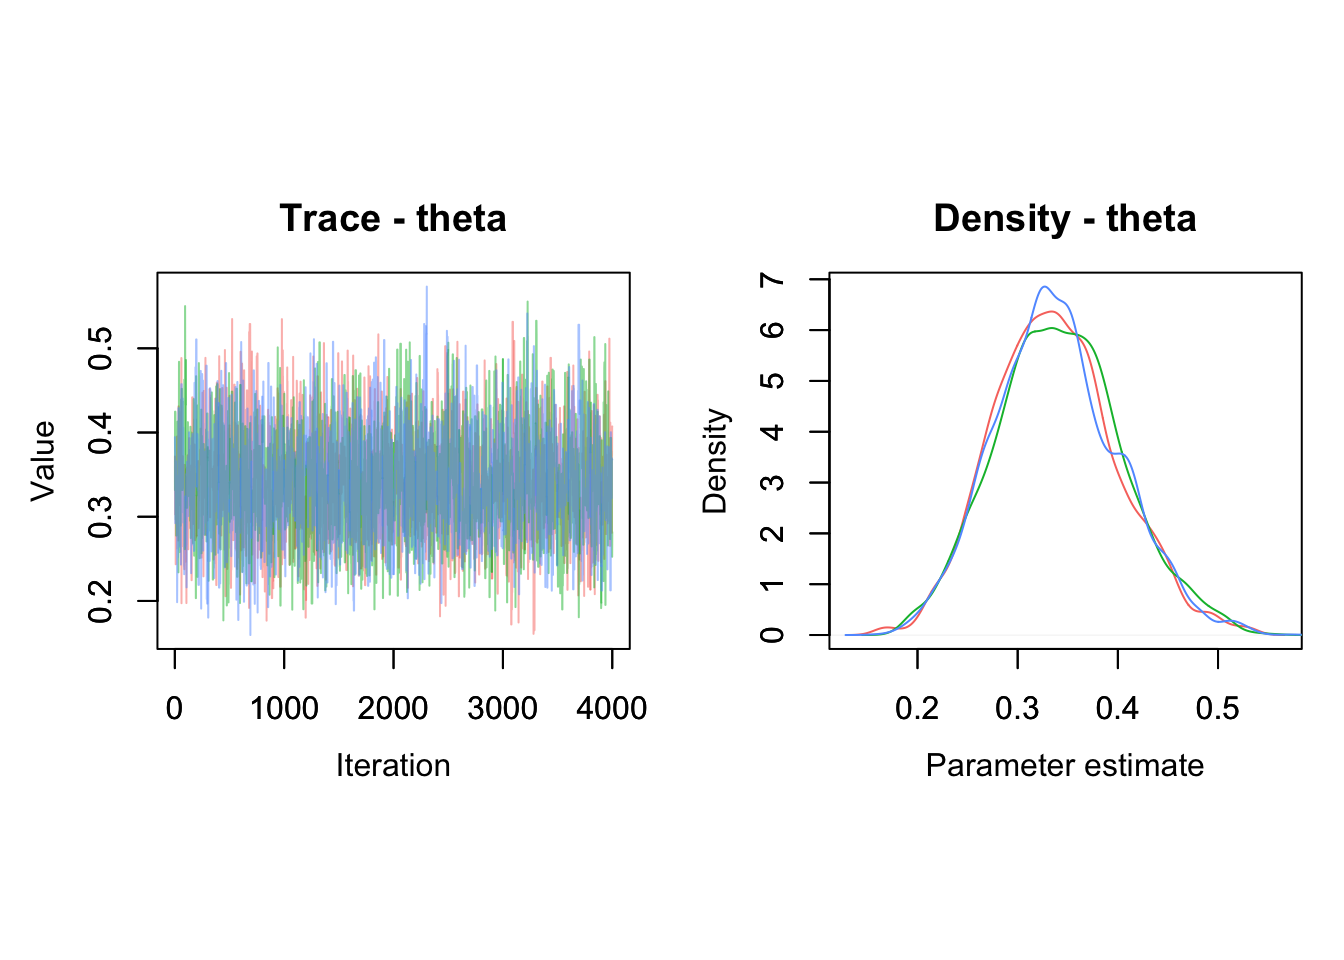 Trace - theta
Value
0.2 0.3 0.4 0.5
0 1000 2000 3000 4000
Iteration
Density - theta
Density
0 1 2 3 4 5 6 7
0.2 0.3 0.4 0.5
Parameter estimate